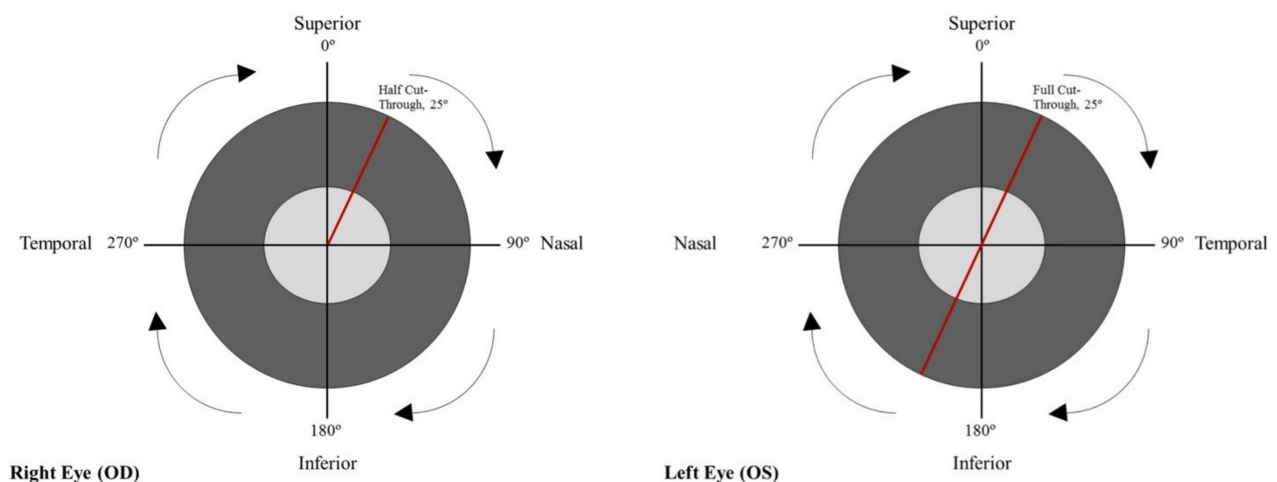 Superior
0º
Half Cut-
Through, 25º
Temporal 270º
90º Nasal
180º
Inferior
Right Eye (OD)
Superior
0º
Full Cut-
Through, 25º
Nasal 270º
90º Temporal
180º
Inferior
Left Eye (OS)